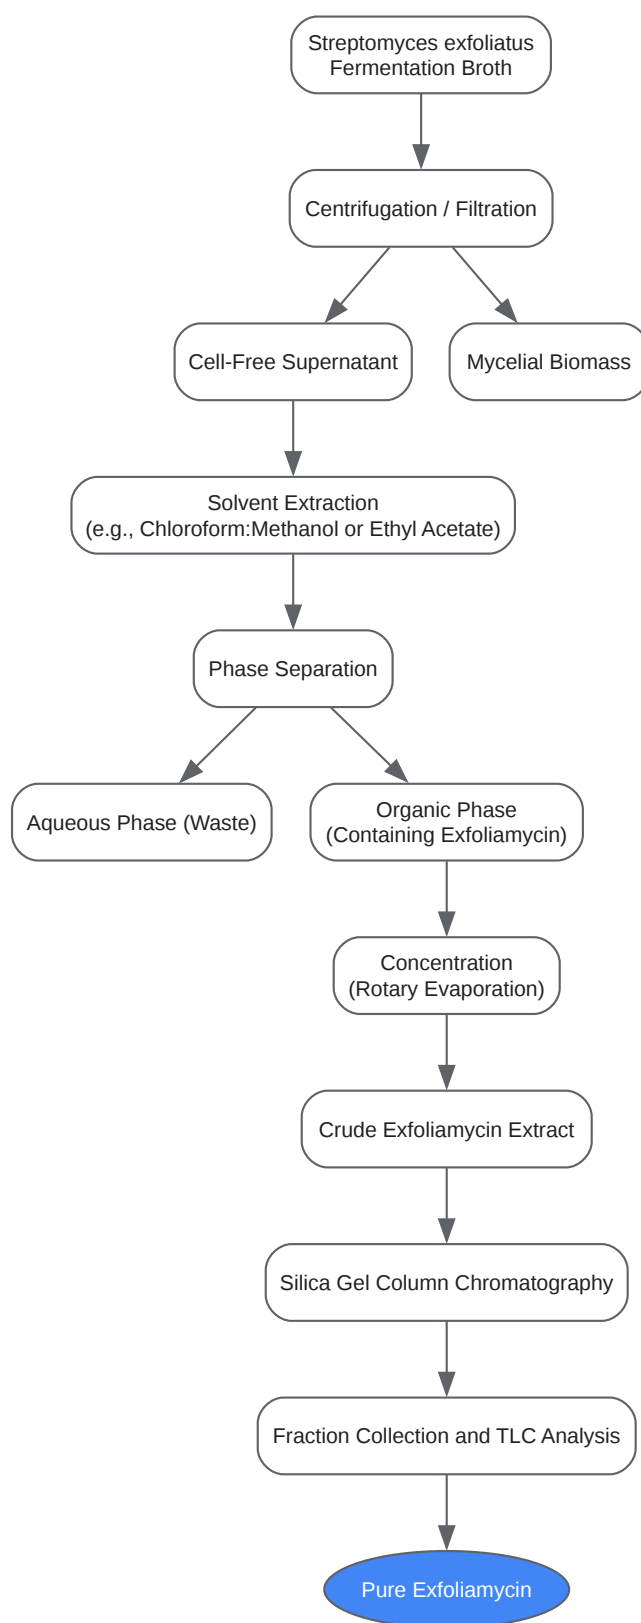 Streptomyces exfoliatus
Fermentation Broth
Centrifugation / Filtration
Cell-Free Supernatant
Mycelial Biomass
Solvent Extraction
(e.g., Chloroform:Methanol or Ethyl Acetate)
Phase Separation
Aqueous Phase (Waste)
Organic Phase
(Containing Exfoliamycin)
Concentration
(Rotary Evaporation)
Crude Exfoliamycin Extract
Silica Gel Column Chromatography
Fraction Collection and TLC Analysis
Pure Exfoliamycin